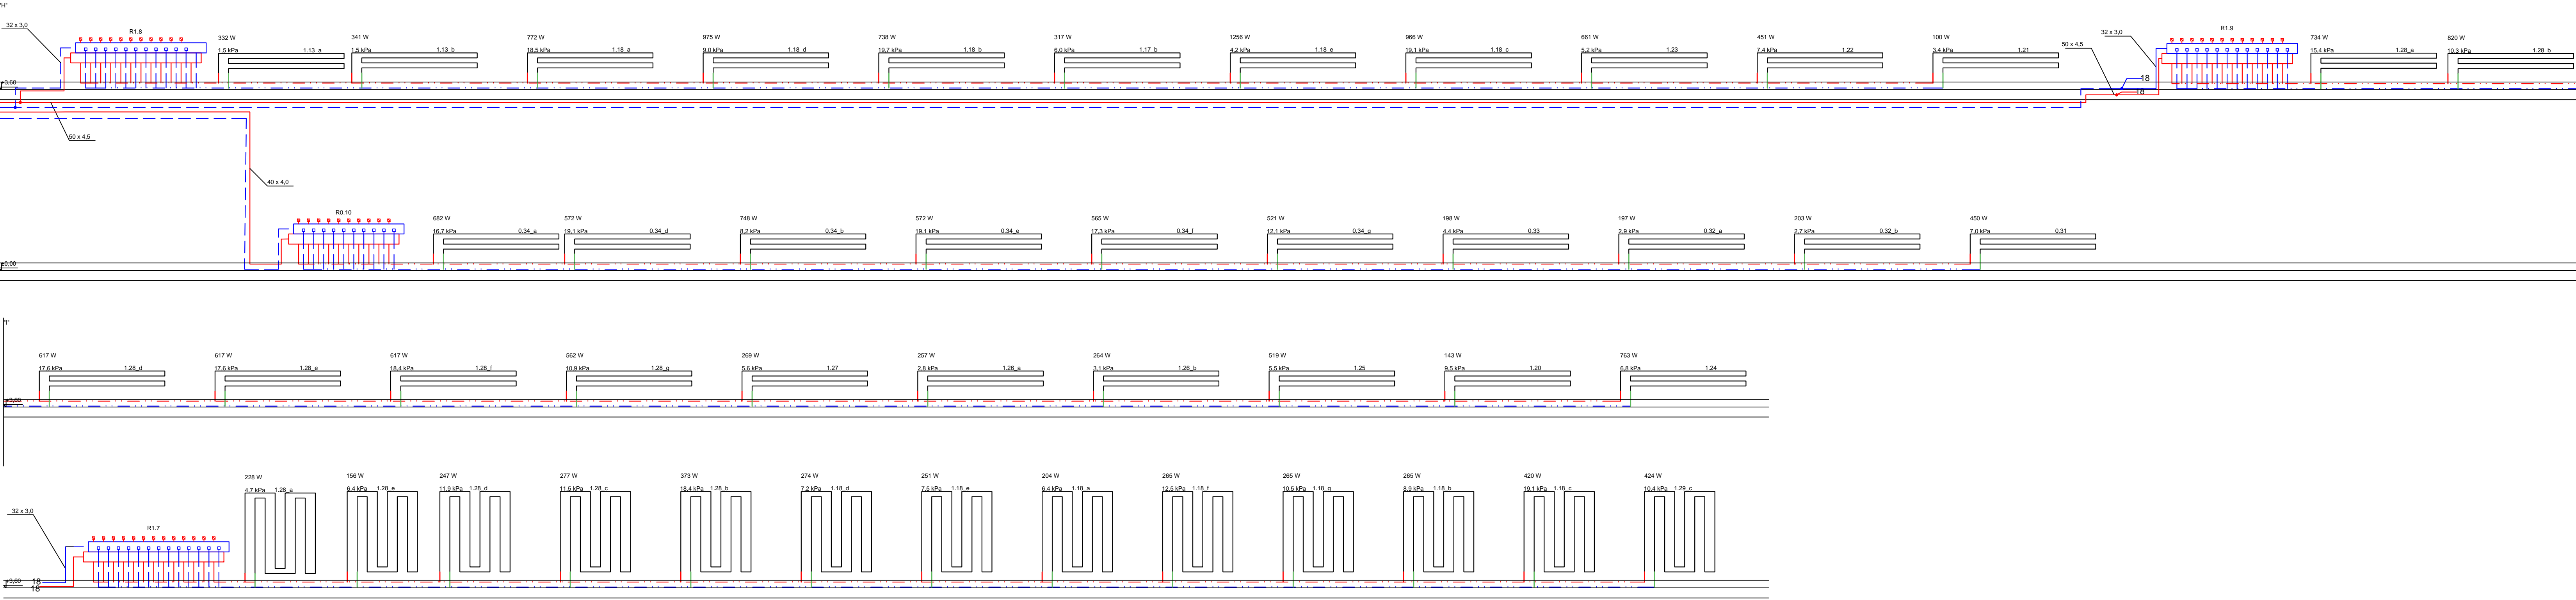 "H"
32 x 3,0
R1.8
332 W
1.5 kPa 1.13_a
341 W
1.5 kPa 1.13_b
772 W
18.5 kPa 1.18_a
975 W
9.0 kPa 1.18_d
738 W
19.7 kPa 1.18_b
317 W
6.0 kPa 1.17_b
1256 W
4.2 kPa 1.18_e
966 W
19.1 kPa 1.18_c
661 W
5.2 kPa 1.23
451 W
7.4 kPa 1.22
100 W
3.4 kPa 1.21
50 x 4,5
32 x 3,0
R1.9
734 W
15.4 kPa 1.28_a
820 W
10.3 kPa 1.28_b
+3,60
18
18
50 x 4,5
40 x 4,0
R0.10
682 W
16.7 kPa 0.34_a
572 W
19.1 kPa 0.34_d
748 W
8.2 kPa 0.34_b
572 W
19.1 kPa 0.34_e
565 W
17.3 kPa 0.34_f
521 W
12.1 kPa 0.34_g
198 W
4.4 kPa 0.33
197 W
2.9 kPa 0.32_a
203 W
2.7 kPa 0.32_b
450 W
7.0 kPa 0.31
±0,00
"I"
617 W
17.6 kPa 1.28_d
617 W
17.6 kPa 1.28_e
617 W
18.4 kPa 1.28_f
562 W
10.9 kPa 1.28_g
269 W
5.6 kPa 1.27
257 W
2.8 kPa 1.26_a
264 W
3.1 kPa 1.26_b
519 W
5.5 kPa 1.25
143 W
9.5 kPa 1.20
763 W
6.8 kPa 1.24
+3,60
32 x 3,0
R1.7
228 W
4.7 kPa 1.28_a
156 W
6.4 kPa 1.28_e
247 W
11.9 kPa 1.28_d
277 W
11.5 kPa 1.28_c
373 W
18.4 kPa 1.28_b
274 W
7.2 kPa 1.18_d
251 W
7.5 kPa 1.18_e
204 W
6.4 kPa 1.18_a
265 W
12.5 kPa 1.18_f
265 W
10.5 kPa 1.18_g
265 W
8.9 kPa 1.18_b
420 W
19.1 kPa 1.18_c
424 W
10.4 kPa 1.29_c
+3,60
18
18